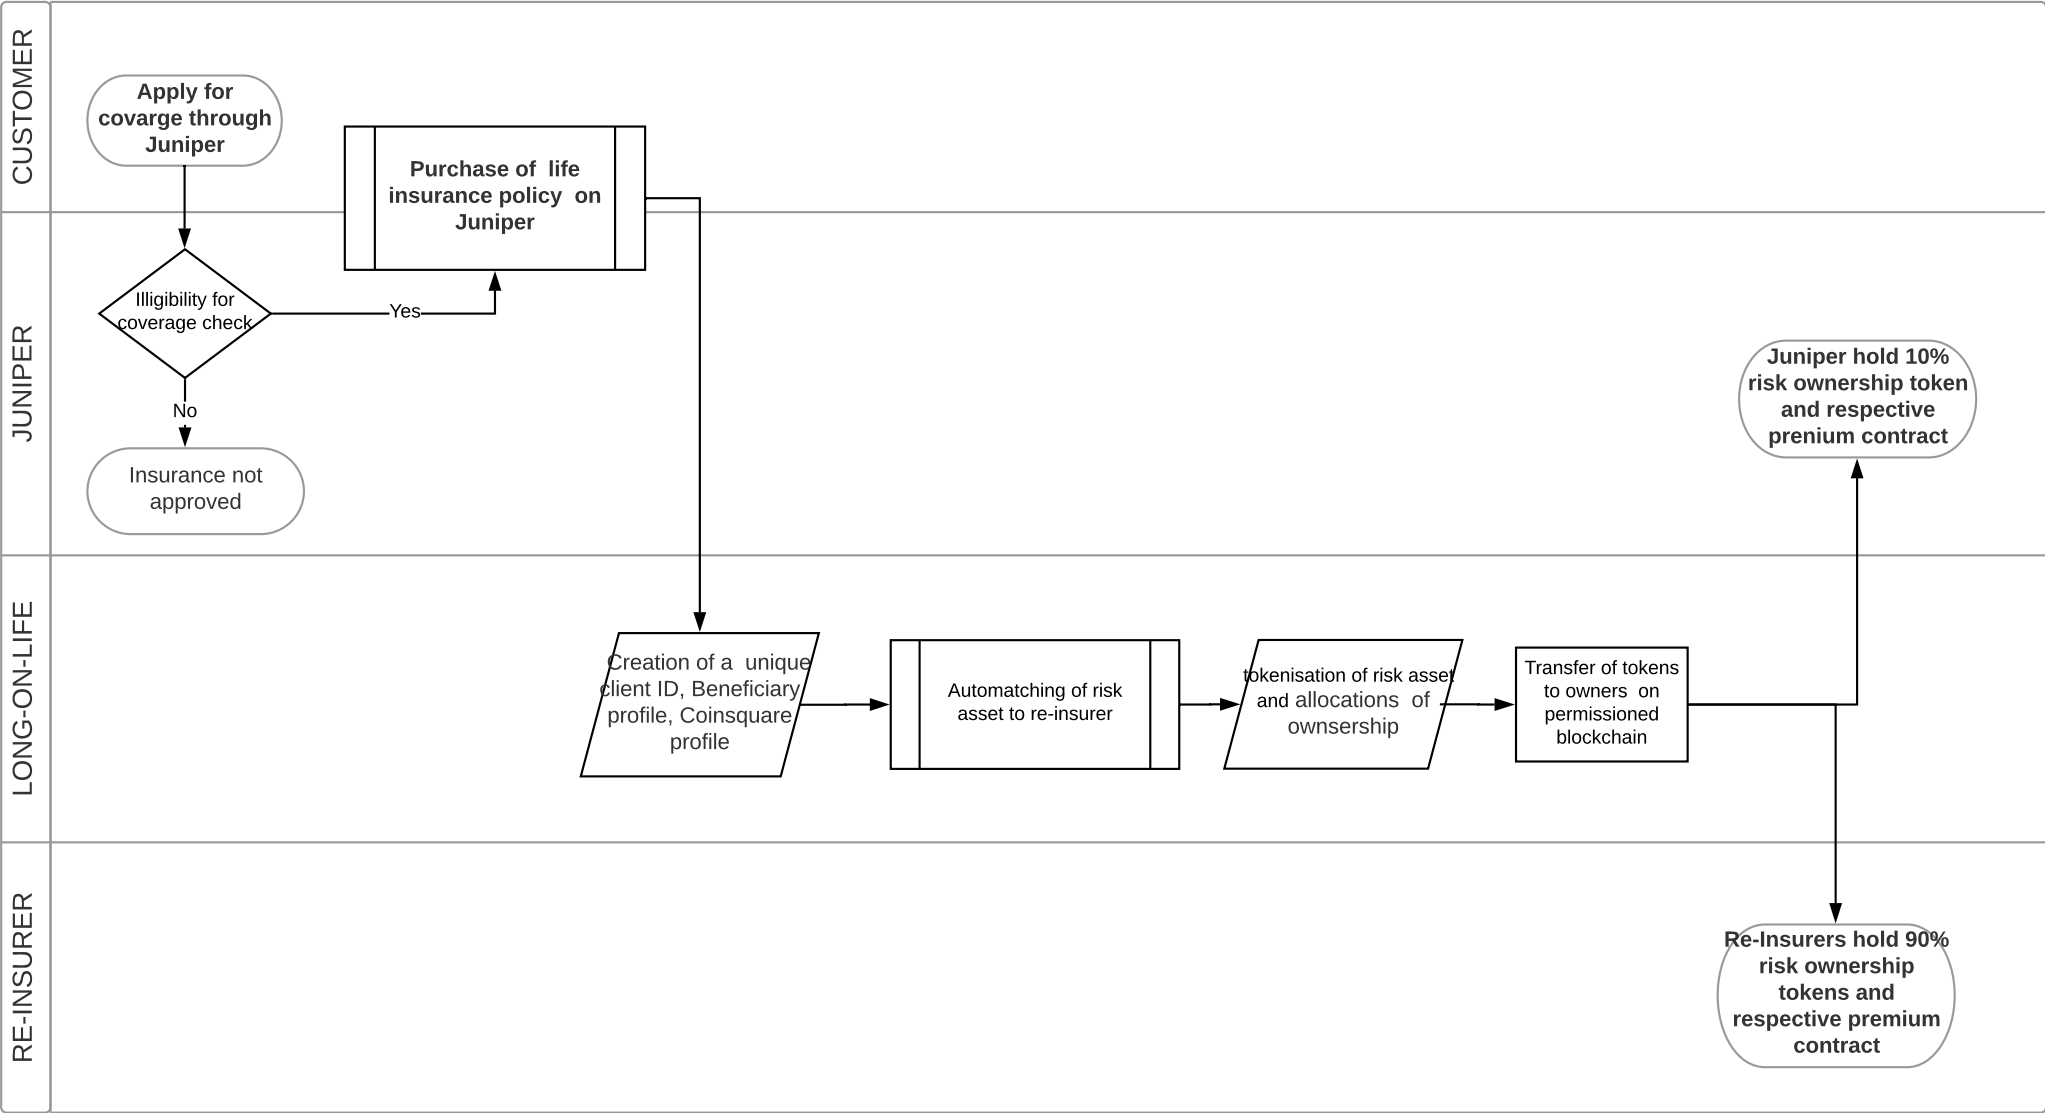 CUSTOMER
Apply for
covarge through
Juniper
Purchase of  life
insurance policy  on
Juniper
JUNIPER
Illigibility for
coverage check
Yes
No
Insurance not
approved
Juniper hold 10%
risk ownership token
and respective
prenium contract
LONG-ON-LIFE
Creation of a  unique
client ID, Beneficiary
profile, Coinsquare
profile
Automatching of risk
asset to re-insurer
tokenisation of risk asset
and allocations  of
ownsership
Transfer of tokens
to owners  on
permissioned
blockchain
RE-INSURER
Re-Insurers hold 90%
risk ownership
tokens and
respective premium
contract